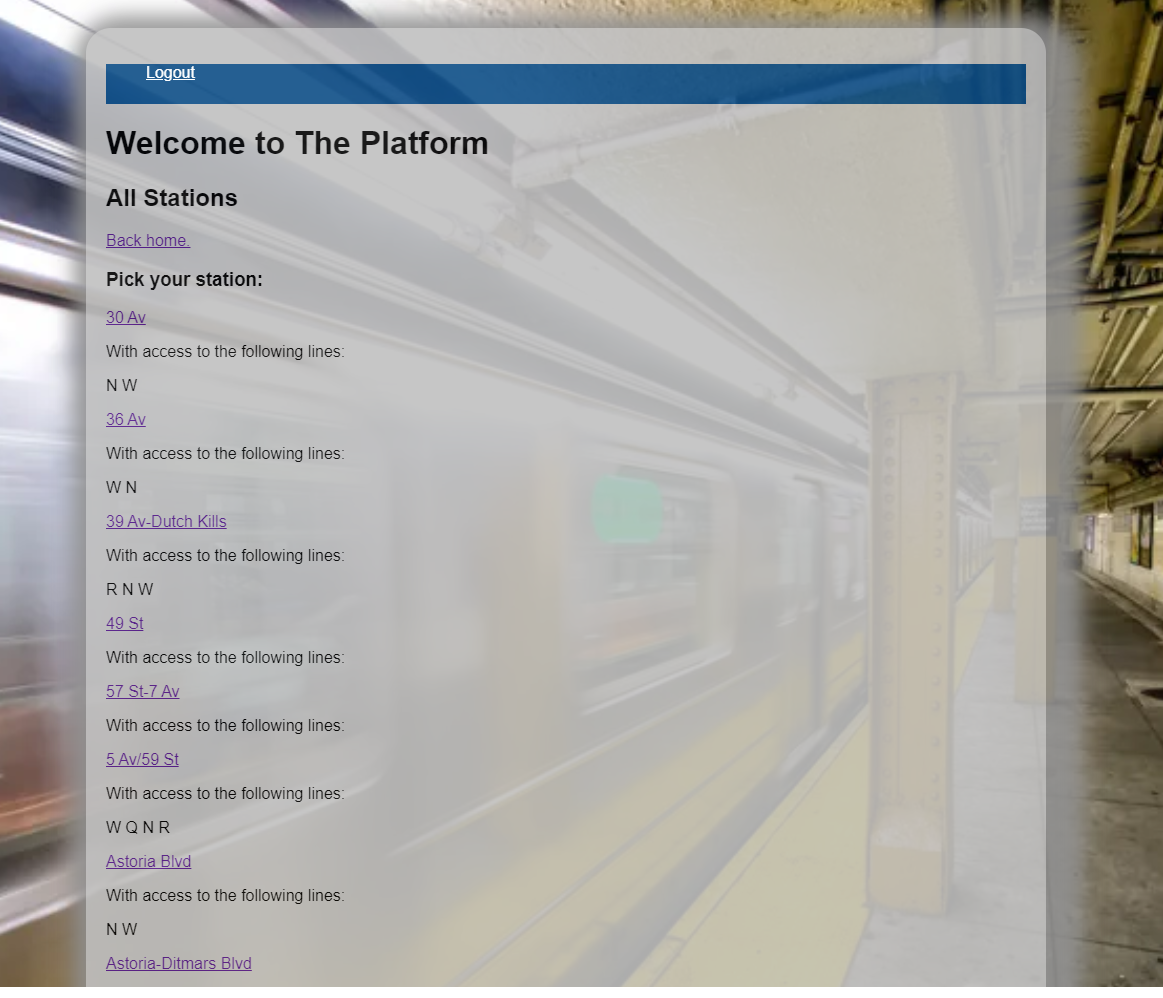 Logout
Welcome to The Platform
All Stations
Back home.
Pick your station:
30 Av
With access to the following lines:
N W
36 Av
With access to the following lines:
W N
39 Av-Dutch Kills
With access to the following lines:
R N W
49 St
With access to the following lines:
57 St-7 Av
With access to the following lines:
5 Av/59 St
With access to the following lines:
W Q N R
Astoria Blvd
With access to the following lines:
N W
Astoria-Ditmars Blvd